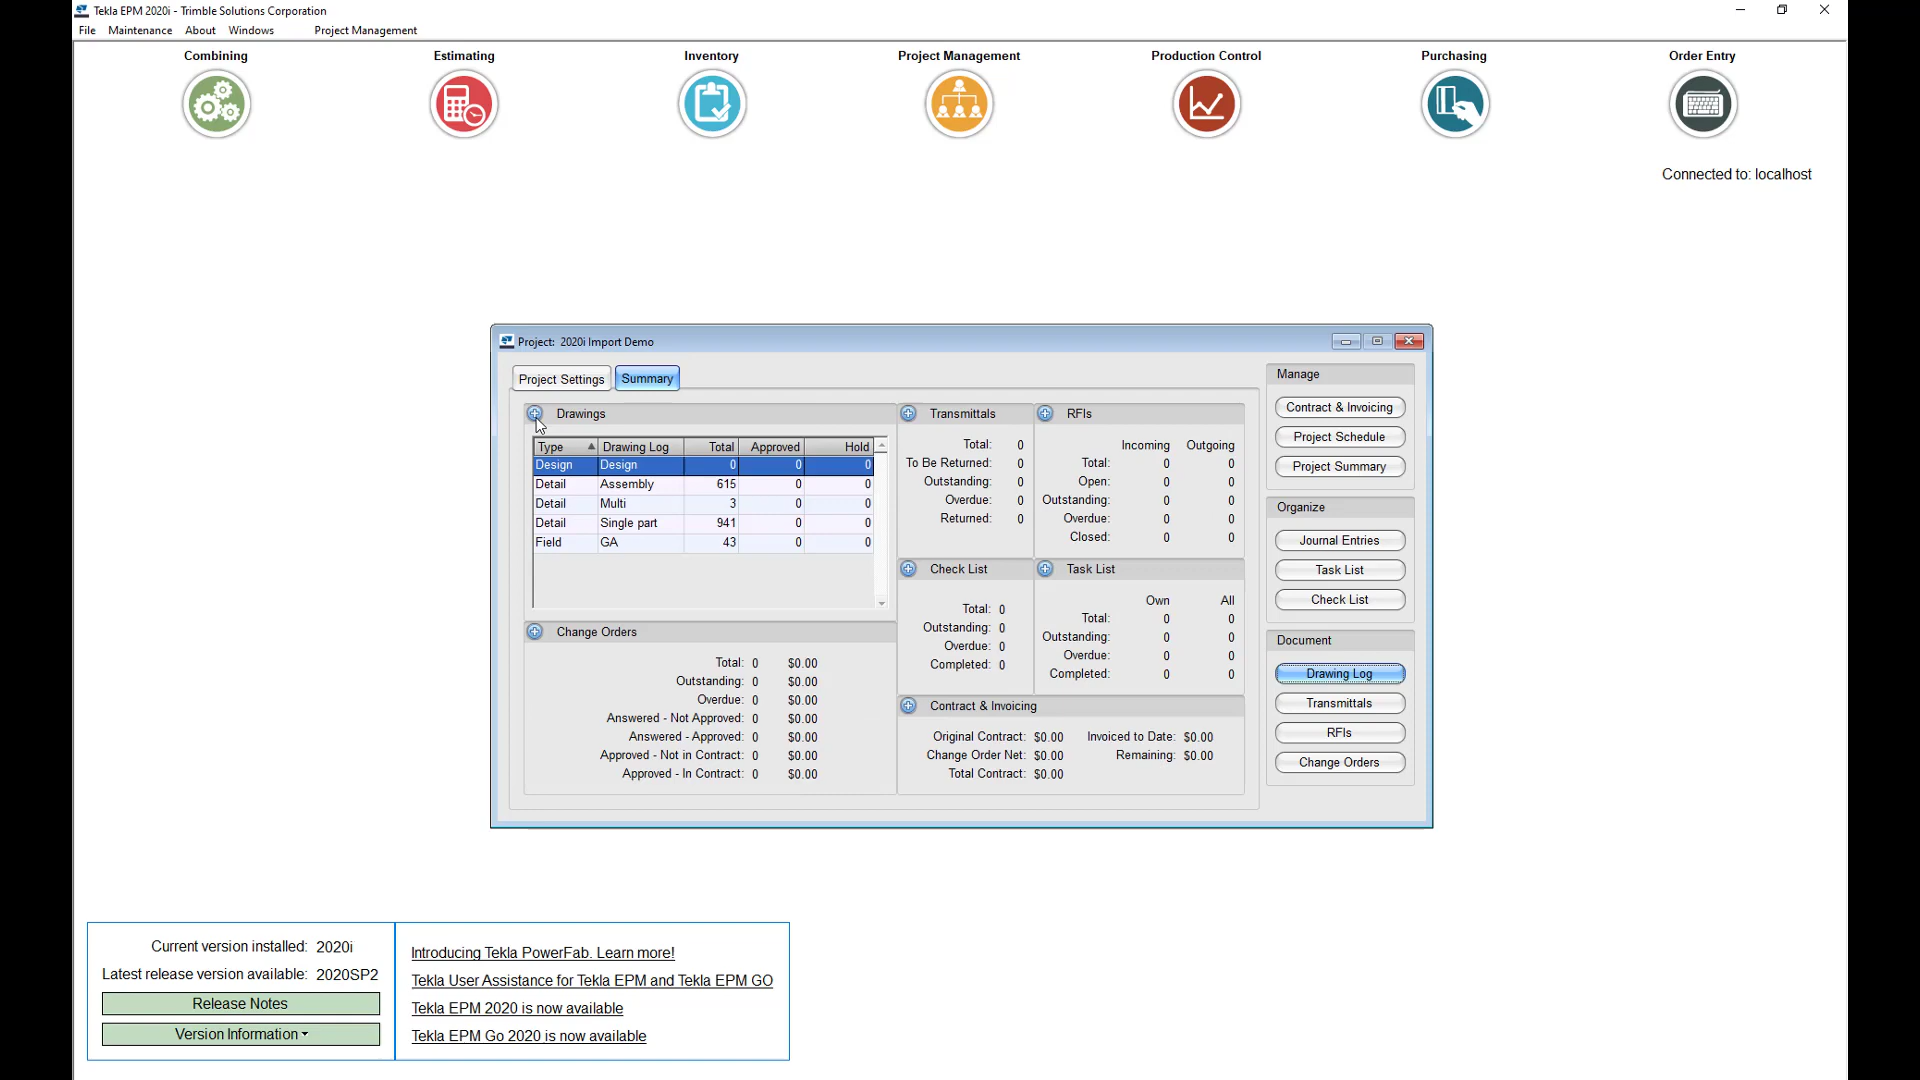 Tekla EPM 2020i - Trimble Solutions Corporation
File Maintenance About Windows Project Management
Combining Estimating Inventory Project Management Production Control Purchasing Order Entry
Connected to: localhost
Project: 2020i Import Demo
Project Settings Summary
Drawings
Type Drawing Log Total Approved Hold
Design Design 0 0 0
Detail Assembly 615 0 0
Detail Multi 3 0 0
Detail Single part 941 0 0
Field GA 43 0 0
Change Orders
Total: 0 $0.00
Outstanding: 0 $0.00
Overdue: 0 $0.00
Answered - Not Approved: 0 $0.00
Answered - Approved: 0 $0.00
Approved - Not in Contract: 0 $0.00
Approved - In Contract: 0 $0.00
Transmittals
Total: 0
To Be Returned: 0
Outstanding: 0
Overdue: 0
Returned: 0
RFIs
Incoming Outgoing
Total: 0 0
Open: 0 0
Outstanding: 0 0
Overdue: 0 0
Closed: 0 0
Check List
Total: 0
Outstanding: 0
Overdue: 0
Completed: 0
Task List
Own All
Total: 0 0
Outstanding: 0 0
Overdue: 0 0
Completed: 0 0
Contract & Invoicing
Original Contract: $0.00 Invoiced to Date: $0.00
Change Order Net: $0.00 Remaining: $0.00
Total Contract: $0.00
Manage
Contract & Invoicing
Project Schedule
Project Summary
Organize
Journal Entries
Task List
Check List
Document
Drawing Log
Transmittals
RFIs
Change Orders
Current version installed: 2020i
Latest release version available: 2020SP2
Release Notes
Version Information
Introducing Tekla PowerFab. Learn more!
Tekla User Assistance for Tekla EPM and Tekla EPM GO
Tekla EPM 2020 is now available
Tekla EPM Go 2020 is now available